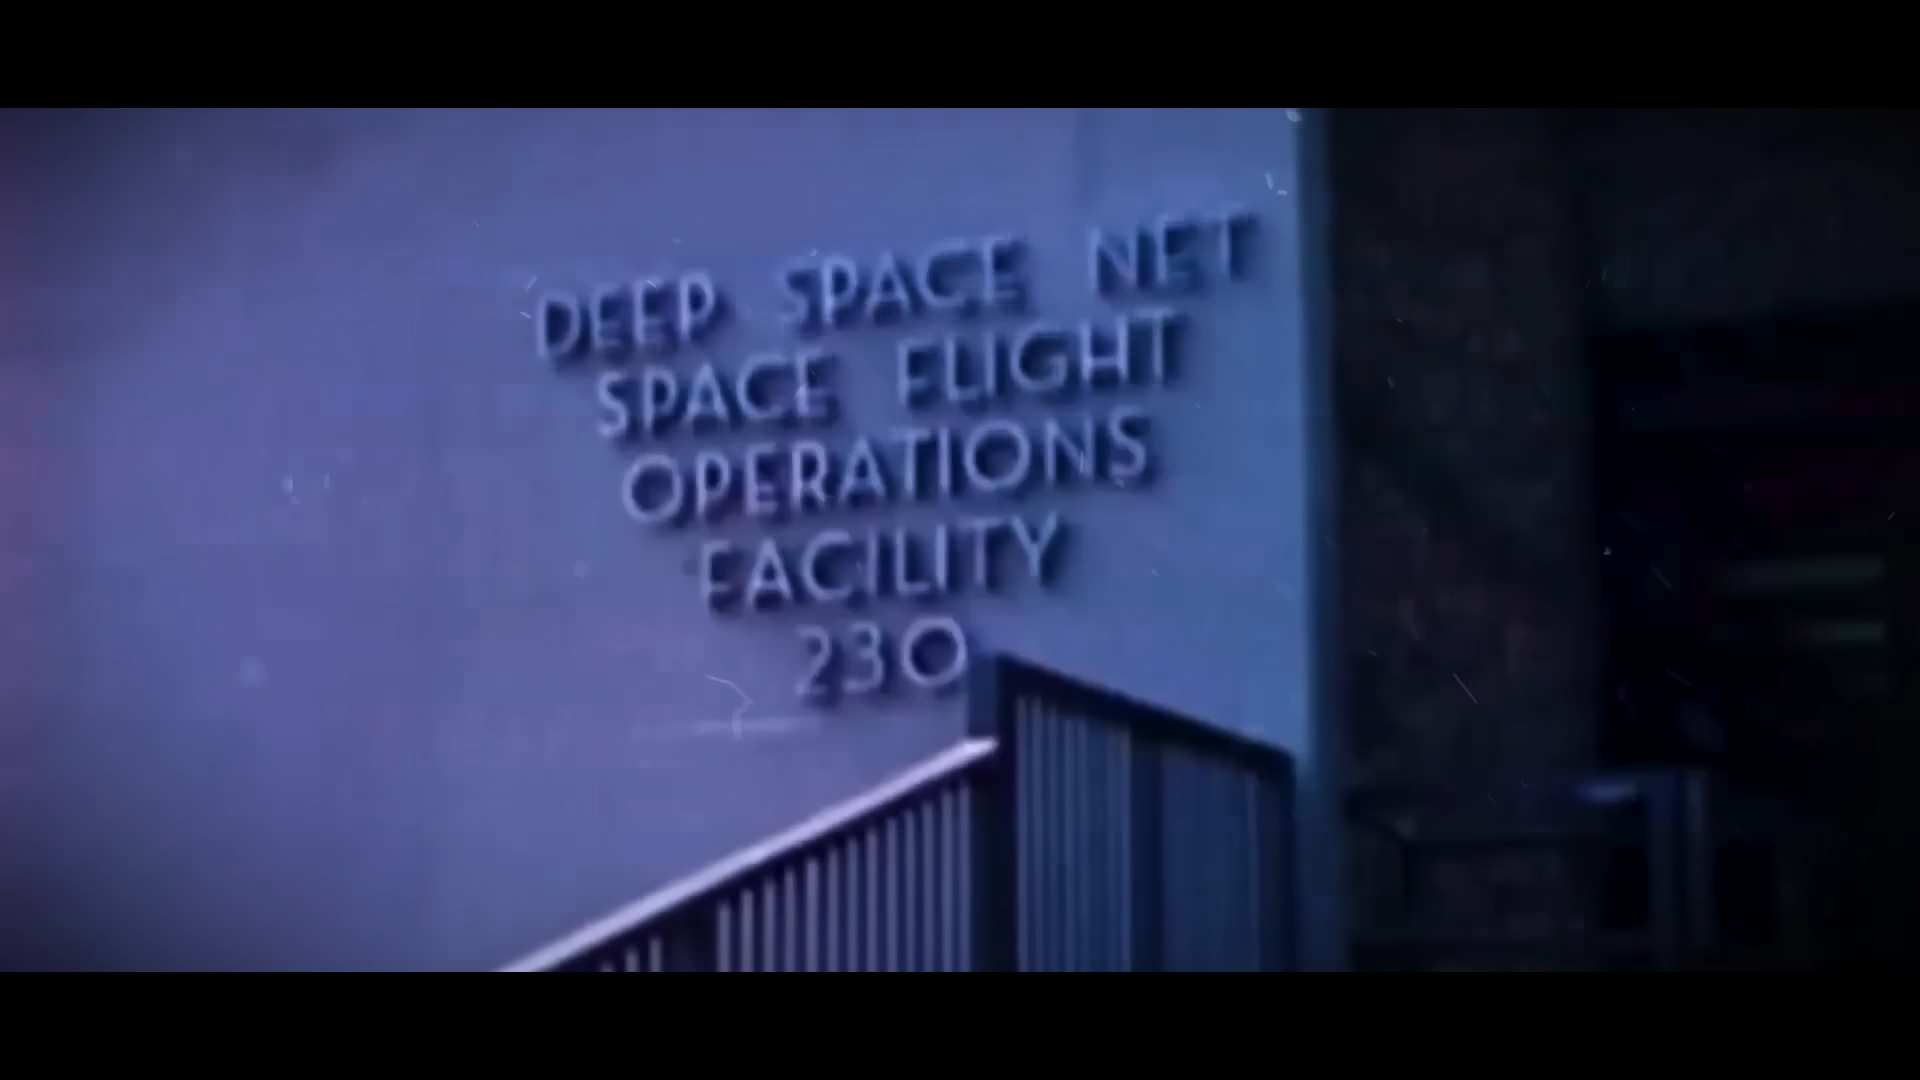 DEEP SPACE NET
SPACE FLIGHT
OPERATIONS
FACILITY
230